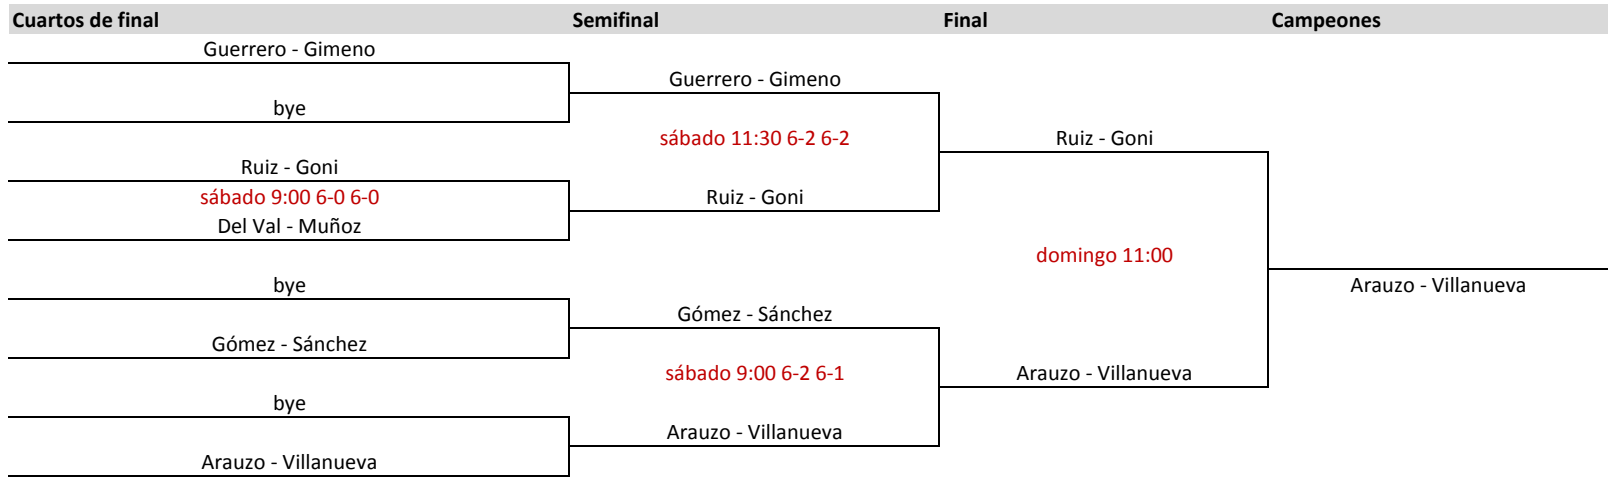 Cuartos de final Semifinal Final Campeones
Guerrero - Gimeno
Guerrero - Gimeno
bye
sábado 11:30 6-2 6-2 Ruiz - Goni
Ruiz - Goni
sábado 9:00 6-0 6-0 Ruiz - Goni
Del Val - Muñoz
domingo 11:00
bye Arauzo - Villanueva
Gómez - Sánchez
Gómez - Sánchez
sábado 9:00 6-2 6-1 Arauzo - Villanueva
bye
Arauzo - Villanueva
Arauzo - Villanueva